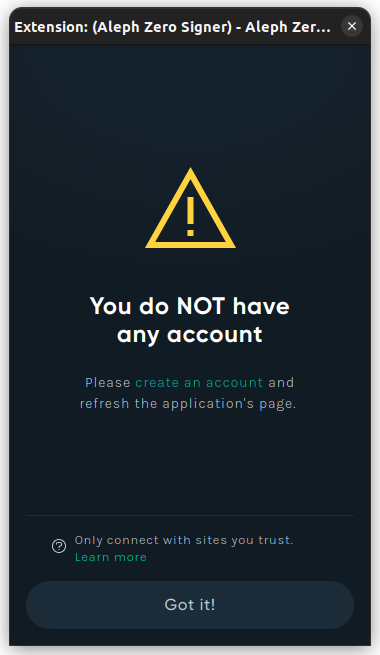 Extension: (Aleph Zero Signer) - Aleph Zer...
You do NOT have
any account
Please create an account and
refresh the application's page.
Only connect with sites you trust.
Learn more
Got it!